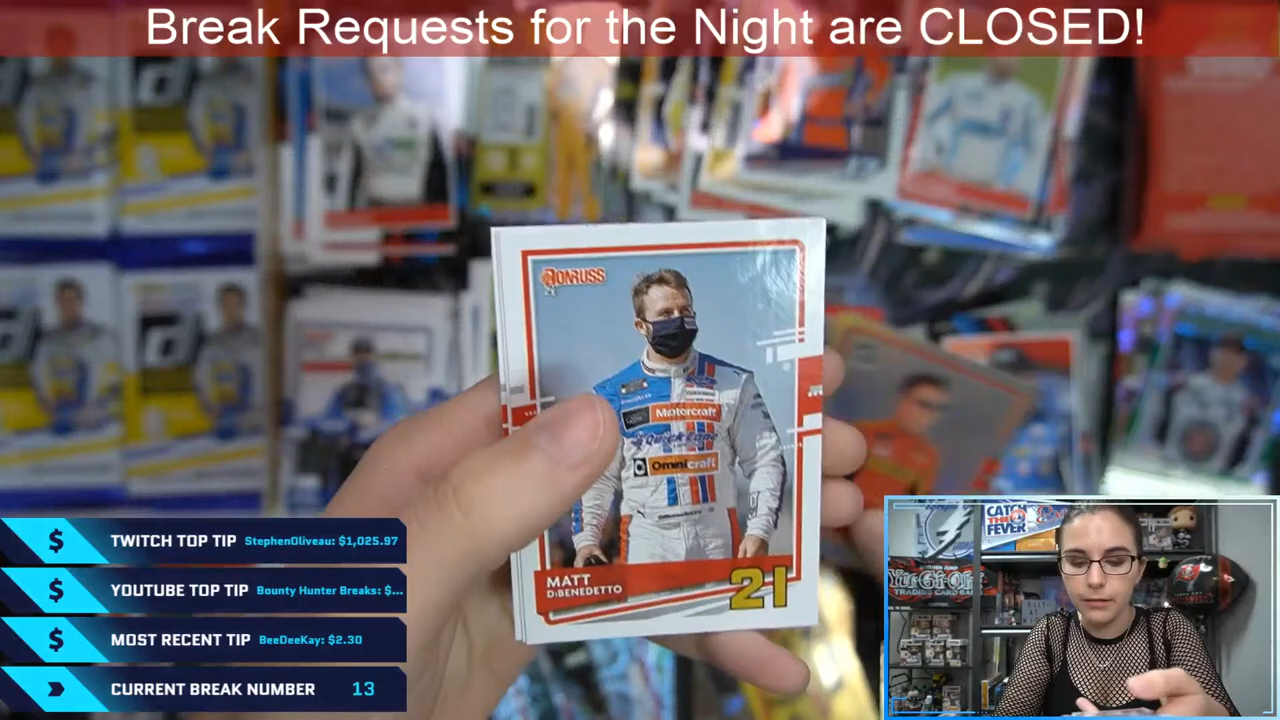 Break Requests for the Night are CLOSED!
DONRUSS
Motorcraft
Quick Lane
Omnicraft
MATT
DiBENEDETTO
21
CATCH
THE
FEVER
Yu-Gi-Oh!
TRADING CARD
TWITCH TOP TIP StephenOliveau: $1,025.97
YOUTUBE TOP TIP Bounty Hunter Breaks: $...
MOST RECENT TIP BeeDeeKay: $2.30
CURRENT BREAK NUMBER 13